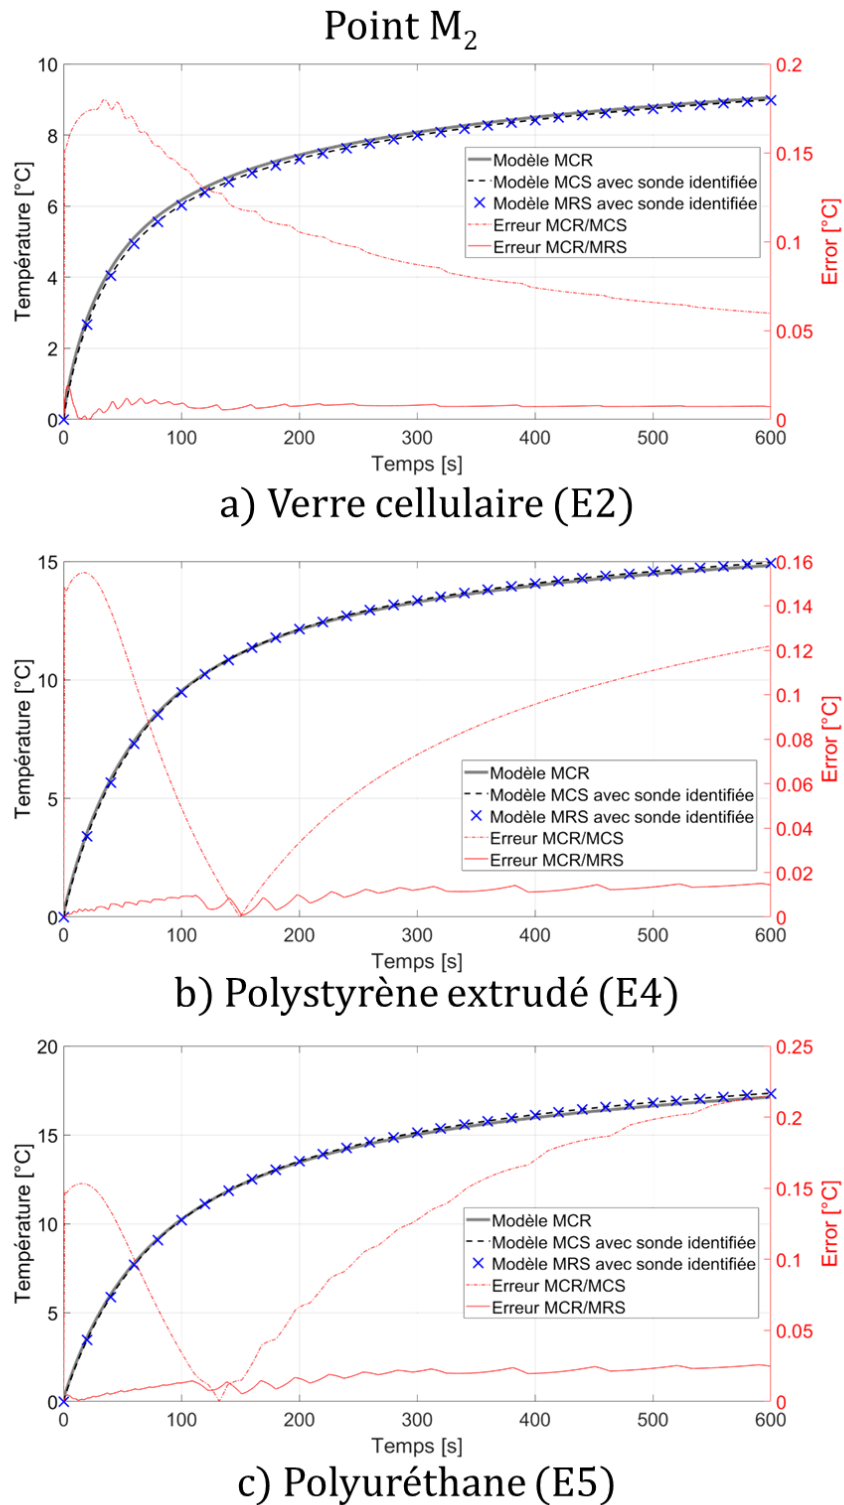 Point M₂
10
8
6
4
2
0
Température [°C]
0.2
0.15
0.1
0.05
0
Error [°C]
Modèle MCR
Modèle MCS avec sonde identifiée
Modèle MRS avec sonde identifiée
Erreur MCR/MCS
Erreur MCR/MRS
0 100 200 300 400 500 600
Temps [s]
a) Verre cellulaire (E2)
15
10
5
0
Température [°C]
0.16
0.14
0.12
0.1
0.08
0.06
0.04
0.02
0
Error [°C]
Modèle MCR
Modèle MCS avec sonde identifiée
Modèle MRS avec sonde identifiée
Erreur MCR/MCS
Erreur MCR/MRS
0 100 200 300 400 500 600
Temps [s]
b) Polystyrène extrudé (E4)
20
15
10
5
0
Température [°C]
0.25
0.2
0.15
0.1
0.05
0
Error [°C]
Modèle MCR
Modèle MCS avec sonde identifiée
Modèle MRS avec sonde identifiée
Erreur MCR/MCS
Erreur MCR/MRS
0 100 200 300 400 500 600
Temps [s]
c) Polyuréthane (E5)